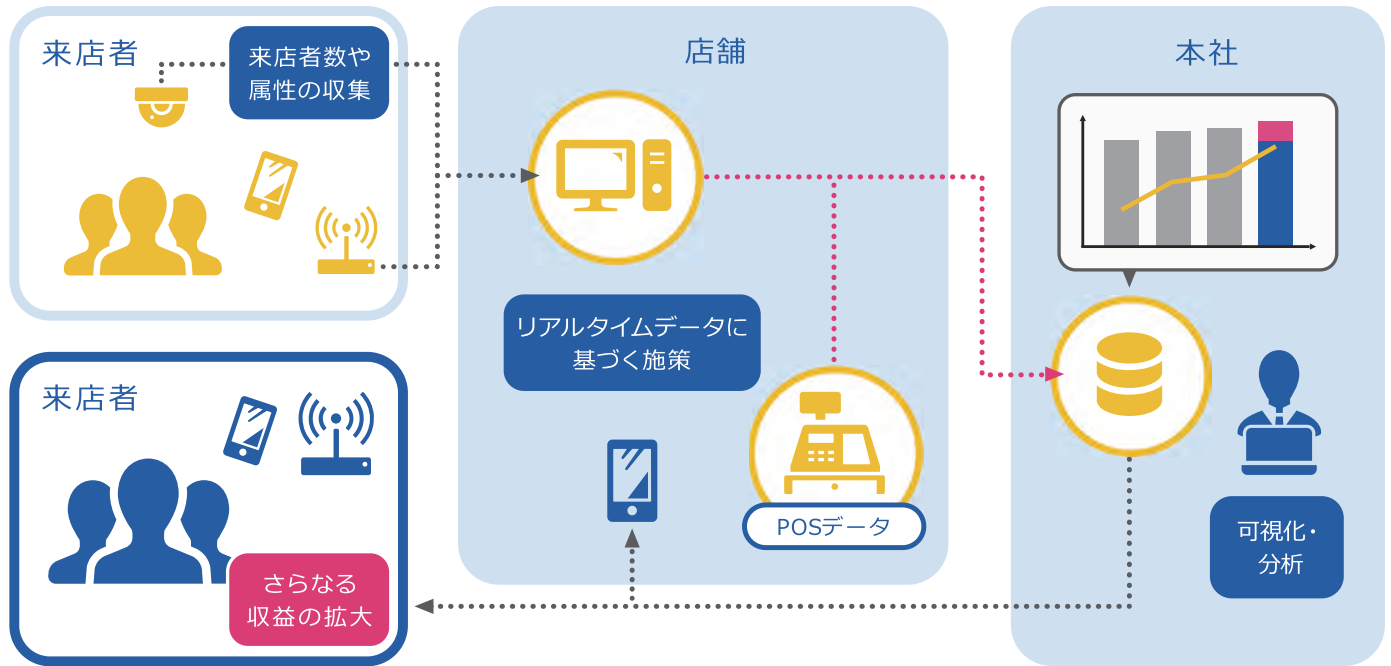 来店者
来店者数や
属性の収集
店舗
リアルタイムデータに
基づく施策
POSデータ
本社
可視化・
分析
来店者
さらなる
収益の拡大